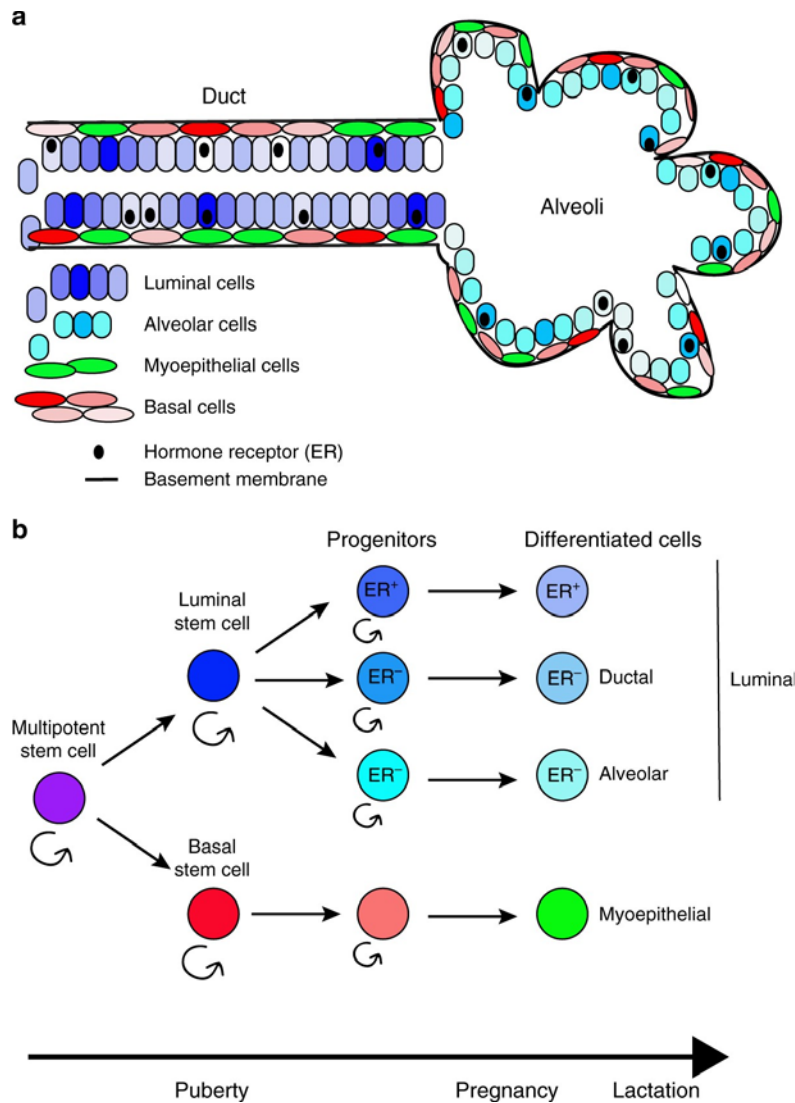 a
Duct
Alveoli
Luminal cells
Alveolar cells
Myoepithelial cells
Basal cells
Hormone receptor (ER)
Basement membrane
b
Progenitors
Differentiated cells
Luminal
stem cell
ER⁺
ER⁺
ER⁻
ER⁻
Ductal
Luminal
Multipotent
stem cell
ER⁻
ER⁻
Alveolar
Basal
stem cell
Myoepithelial
Puberty
Pregnancy
Lactation